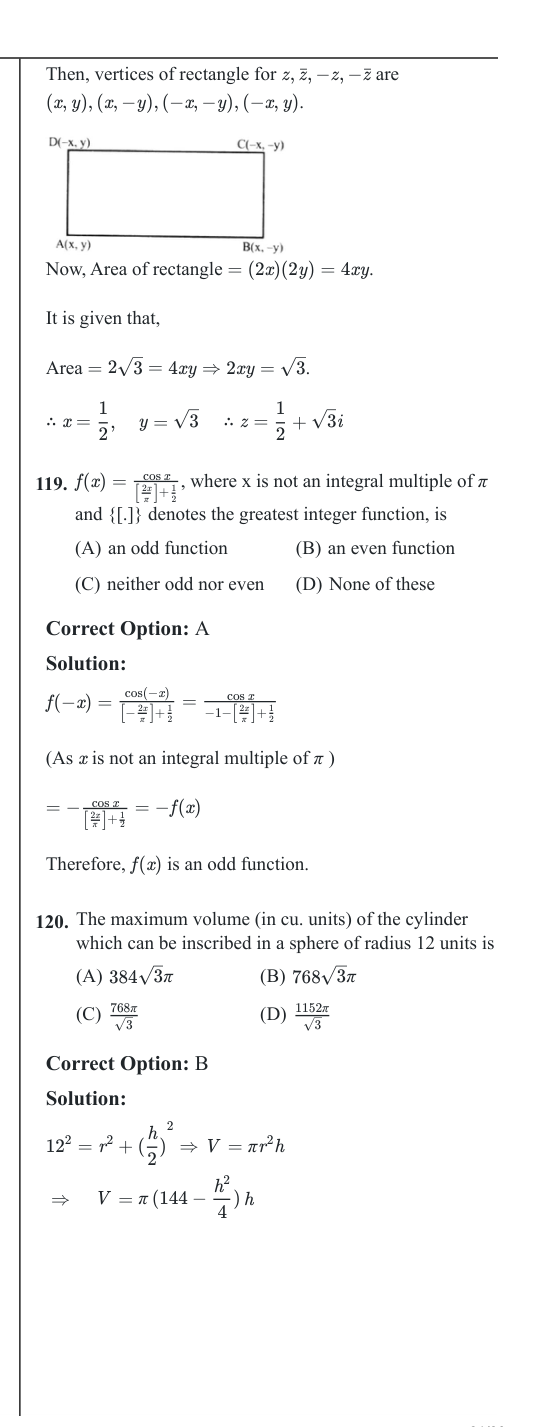 Then, vertices of rectangle for z, z̄, −z, −z̄ are
(x, y), (x, −y), (−x, −y), (−x, y).
D(−x, y) C(−x, −y)
A(x, y) B(x, −y)
Now, Area of rectangle = (2x)(2y) = 4xy.
It is given that,
Area = 2√3 = 4xy ⇒ 2xy = √3.
∴ x = 1/2, y = √3 ∴ z = 1/2 + √3i
119. f(x) = cos x / ([2x/π] + 1/2), where x is not an integral multiple of π
and {[.]} denotes the greatest integer function, is
(A) an odd function (B) an even function
(C) neither odd nor even (D) None of these
Correct Option: A
Solution:
f(−x) = cos(−x) / ([−2x/π] + 1/2) = cos x / (−1−[2x/π] + 1/2)
(As x is not an integral multiple of π )
= − cos x / ([2x/π] + 1/2) = −f(x)
Therefore, f(x) is an odd function.
120. The maximum volume (in cu. units) of the cylinder
which can be inscribed in a sphere of radius 12 units is
(A) 384√3π (B) 768√3π
(C) 768π/√3 (D) 1152π/√3
Correct Option: B
Solution:
12² = r² + (h/2)² ⇒ V = πr²h
⇒ V = π (144 − h²/4) h